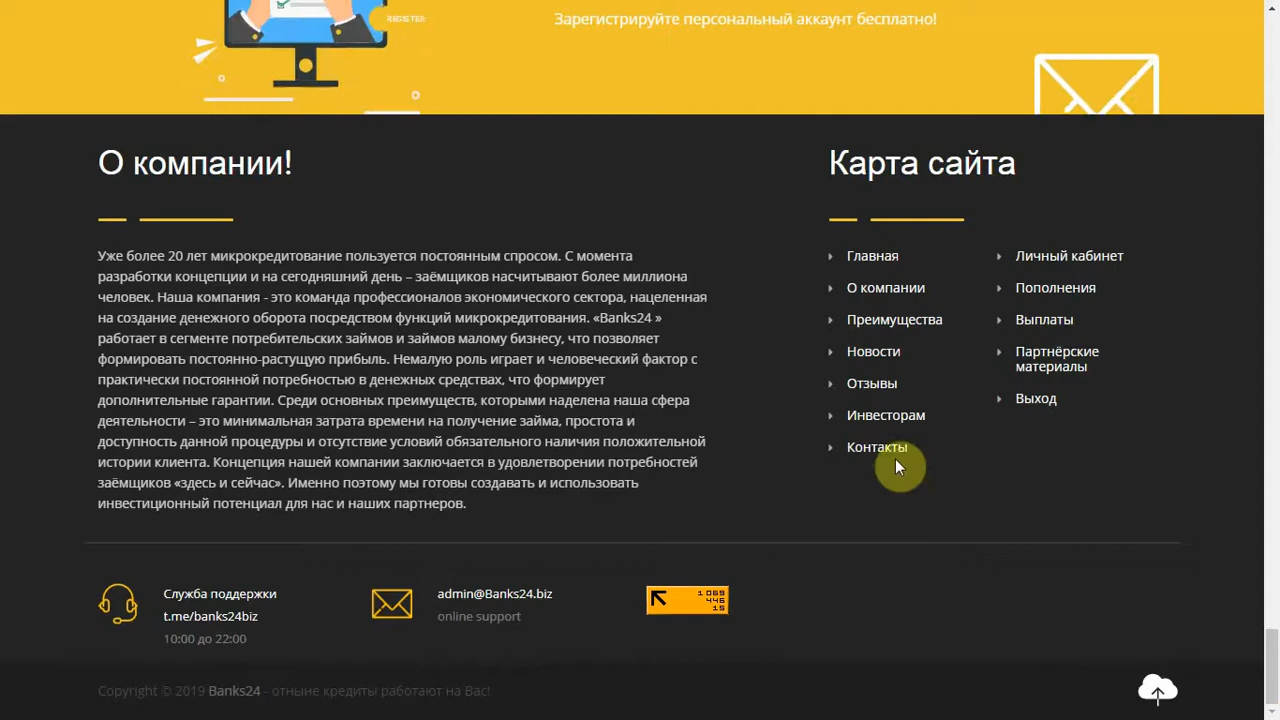 REGISTER
Зарегистрируйте персональный аккаунт бесплатно!
О компании!
Уже более 20 лет микрокредитование пользуется постоянным спросом. С момента
разработки концепции и на сегодняшний день – заёмщиков насчитывают более миллиона
человек. Наша компания - это команда профессионалов экономического сектора, нацеленная
на создание денежного оборота посредством функций микрокредитования. «Banks24 »
работает в сегменте потребительских займов и займов малому бизнесу, что позволяет
формировать постоянно-растущую прибыль. Немалую роль играет и человеческий фактор с
практически постоянной потребностью в денежных средствах, что формирует
дополнительные гарантии. Среди основных преимуществ, которыми наделена наша сфера
деятельности – это минимальная затрата времени на получение займа, простота и
доступность данной процедуры и отсутствие условий обязательного наличия положительной
истории клиента. Концепция нашей компании заключается в удовлетворении потребностей
заёмщиков «здесь и сейчас». Именно поэтому мы готовы создавать и использовать
инвестиционный потенциал для нас и наших партнеров.
Карта сайта
Главная
О компании
Преимущества
Новости
Отзывы
Инвесторам
Контакты
Личный кабинет
Пополнения
Выплаты
Партнёрские
материалы
Выход
Служба поддержки
t.me/banks24biz
10:00 до 22:00
admin@Banks24.biz
online support
1 069
446
15
Copyright © 2019 Banks24 - отныне кредиты работают на Вас!